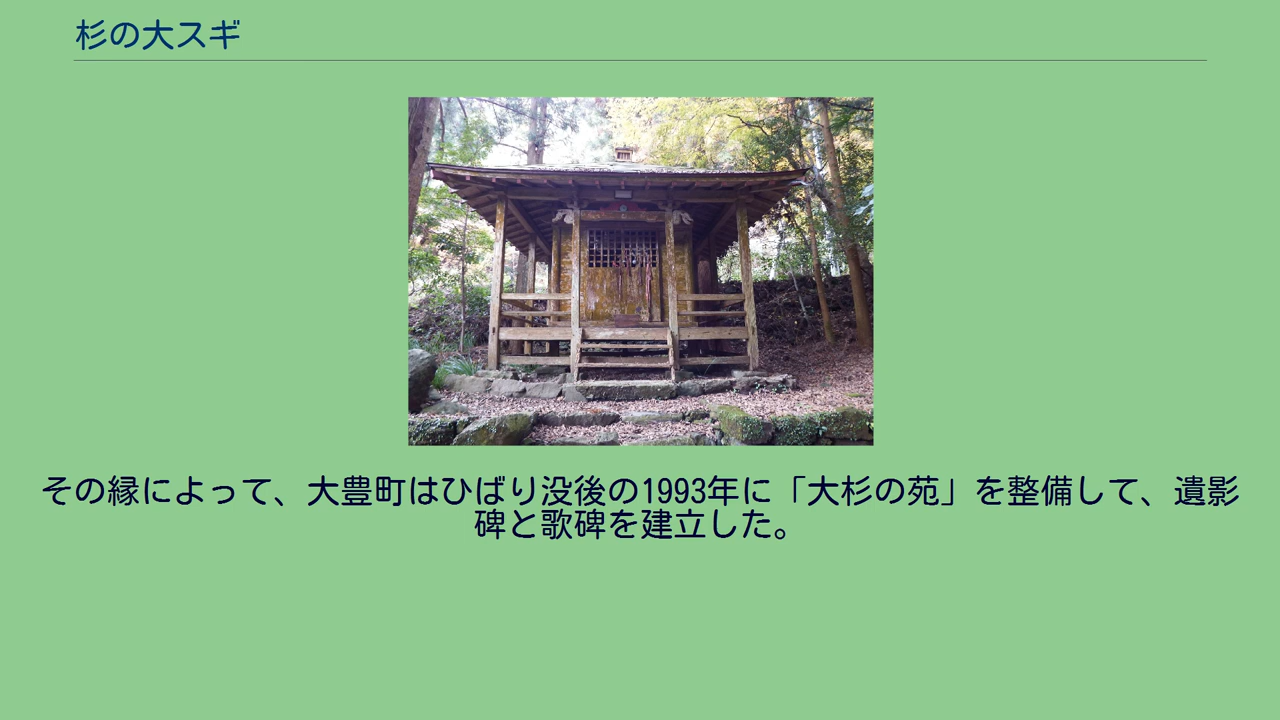 杉の大スギ
その縁によって、大豊町はひばり没後の1993年に「大杉の苑」を整備して、遺影
碑と歌碑を建立した。